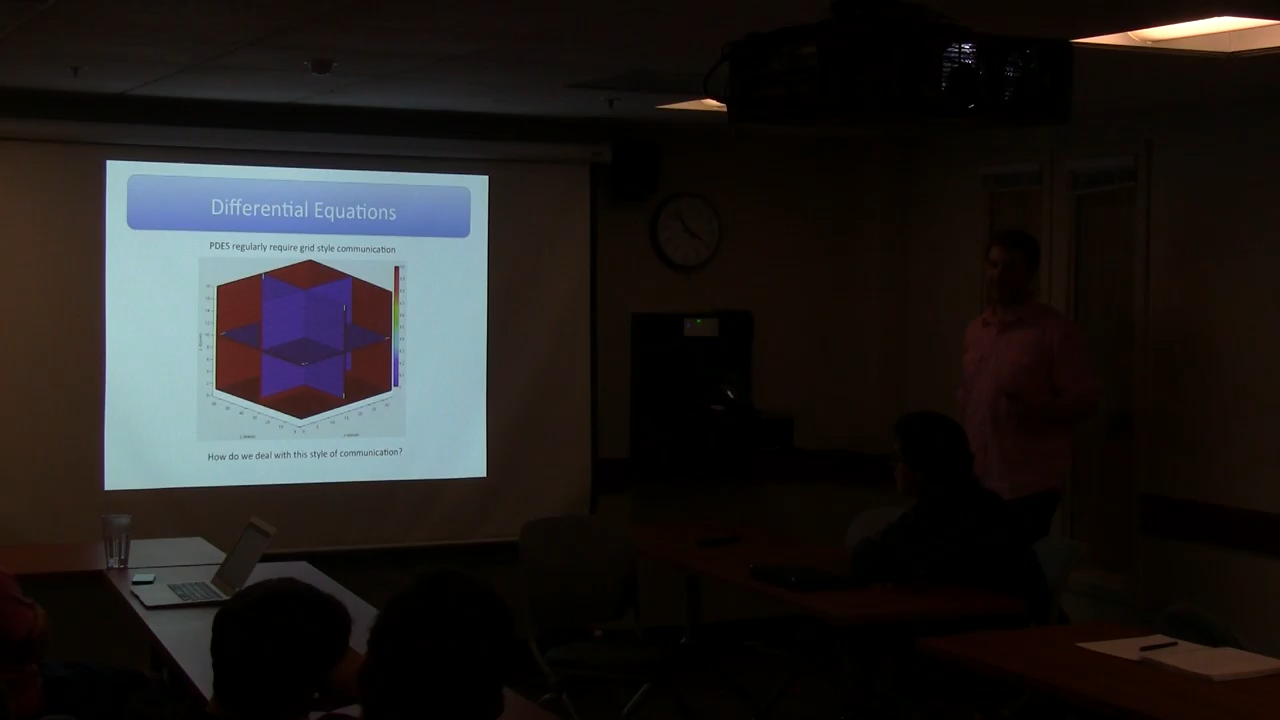 Differential Equations
PDES regularly require grid style communication
How do we deal with this style of communication?